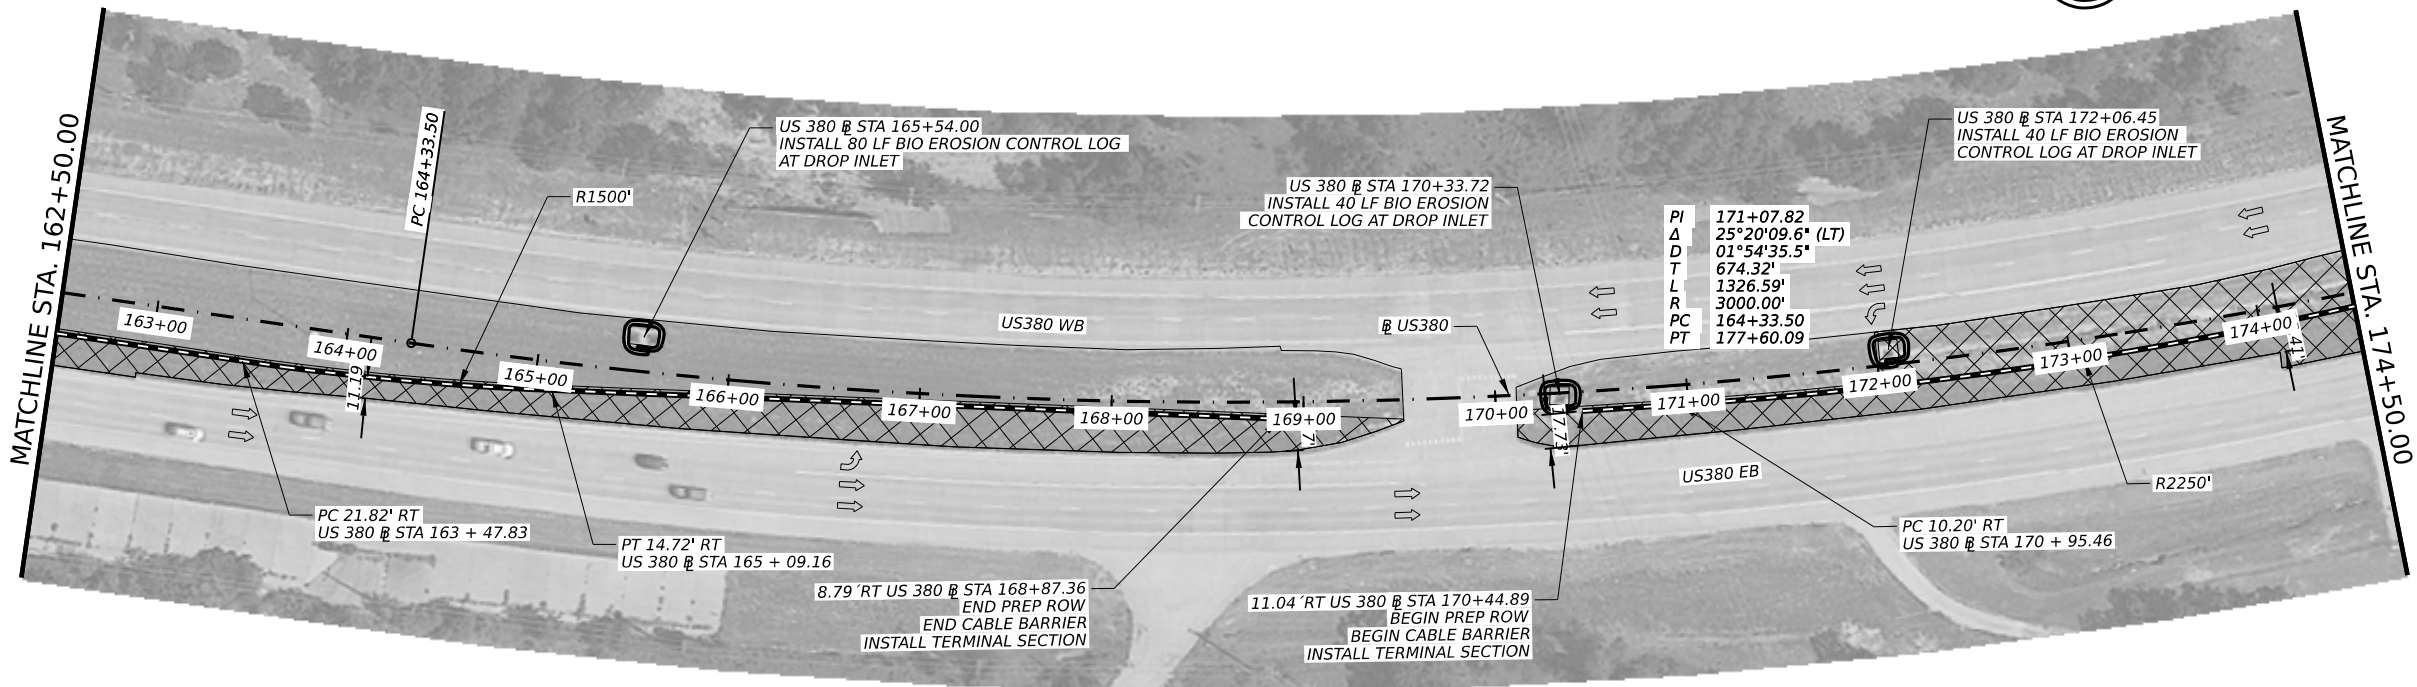 MATCHLINE STA. 162+50.00
PC 164+33.50
R1500'
US 380 ⅊ STA 165+54.00
INSTALL 80 LF BIO EROSION CONTROL LOG
AT DROP INLET
US 380 ⅊ STA 170+33.72
INSTALL 40 LF BIO EROSION
CONTROL LOG AT DROP INLET
PI 171+07.82
Δ 25°20'09.6" (LT)
D 01°54'35.5"
T 674.32'
L 1326.59'
R 3000.00'
PC 164+33.50
PT 177+60.09
US 380 ⅊ STA 172+06.45
INSTALL 40 LF BIO EROSION
CONTROL LOG AT DROP INLET
MATCHLINE STA. 174+50.00
US380 WB
⅊ US380
163+00
164+00
165+00
166+00
167+00
168+00
169+00
170+00
171+00
172+00
173+00
174+00
11.19'
17.73'
US380 EB
R2250'
PC 21.82' RT
US 380 ⅊ STA 163 + 47.83
PT 14.72' RT
US 380 ⅊ STA 165 + 09.16
8.79´RT US 380 ⅊ STA 168+87.36
END PREP ROW
END CABLE BARRIER
INSTALL TERMINAL SECTION
11.04´RT US 380 ⅊ STA 170+44.89
BEGIN PREP ROW
BEGIN CABLE BARRIER
INSTALL TERMINAL SECTION
PC 10.20' RT
US 380 ⅊ STA 170 + 95.46